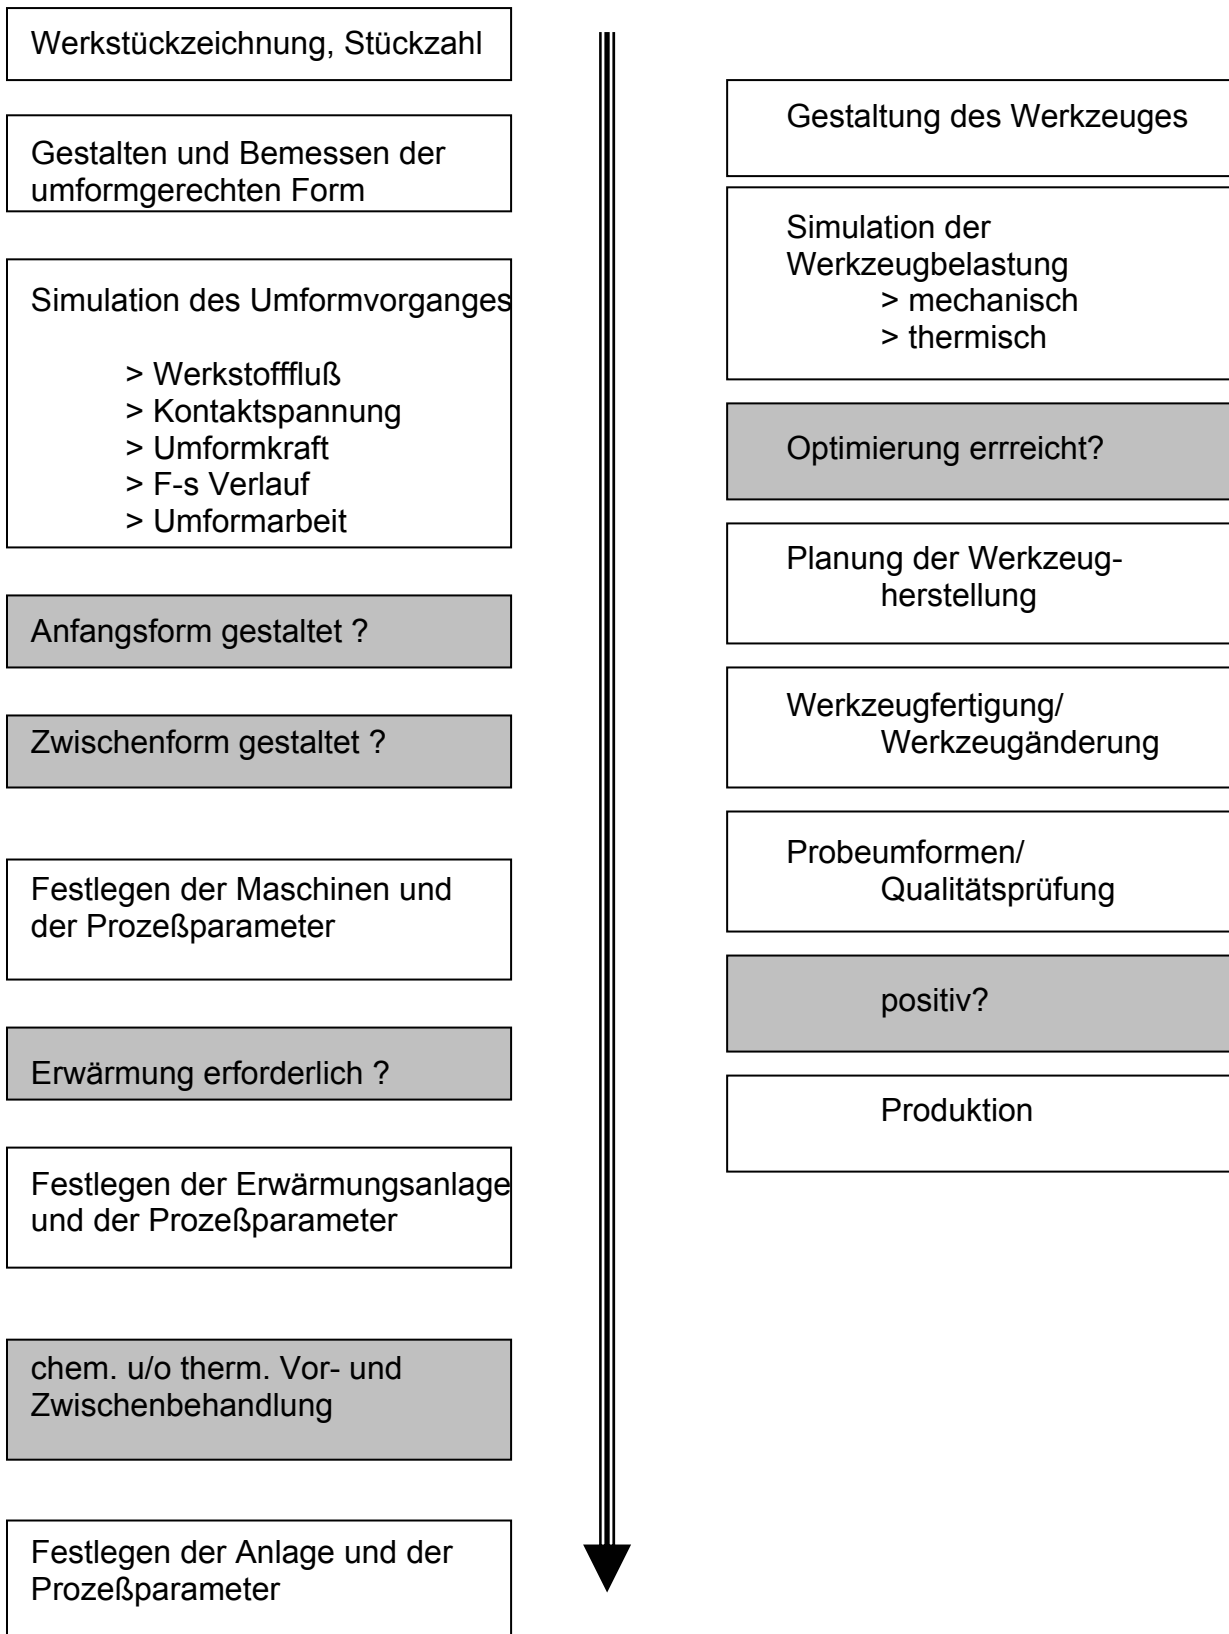 Werkstückzeichnung, Stückzahl
Gestalten und Bemessen der
umformgerechten Form
Simulation des Umformvorganges
> Werkstofffluß
> Kontaktspannung
> Umformkraft
> F-s Verlauf
> Umformarbeit
Anfangsform gestaltet ?
Zwischenform gestaltet ?
Festlegen der Maschinen und
der Prozeßparameter
Erwärmung erforderlich ?
Festlegen der Erwärmungsanlage
und der Prozeßparameter
chem. u/o therm. Vor- und
Zwischenbehandlung
Festlegen der Anlage und der
Prozeßparameter
Gestaltung des Werkzeuges
Simulation der
Werkzeugbelastung
> mechanisch
> thermisch
Optimierung errreicht?
Planung der Werkzeug-
herstellung
Werkzeugfertigung/
Werkzeugänderung
Probeumformen/
Qualitätsprüfung
positiv?
Produktion